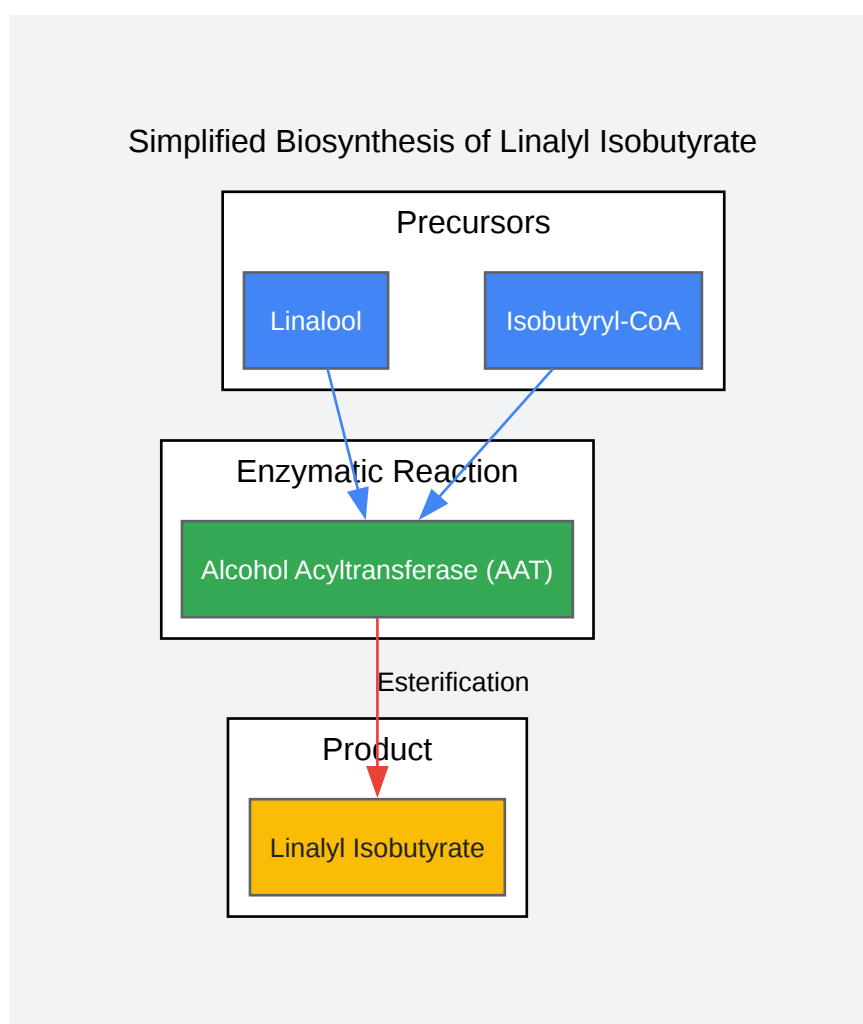 Simplified Biosynthesis of Linalyl Isobutyrate
Precursors
Linalool
Isobutyryl-CoA
Enzymatic Reaction
Alcohol Acyltransferase (AAT)
Esterification
Product
Linalyl Isobutyrate